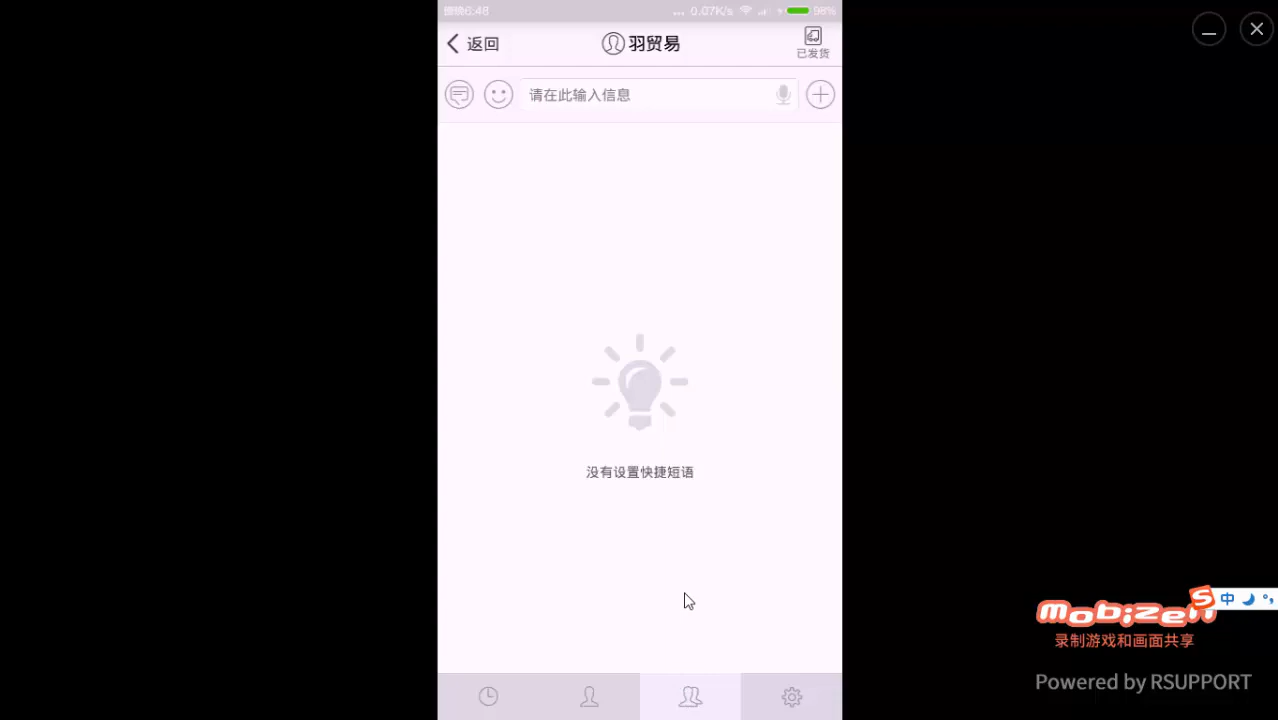 傍晚6:48
... 0.07K/s
98%
返回
羽贸易
已发货
请在此输入信息
没有设置快捷短语
mobizen
S 中
录制游戏和画面共享
Powered by RSUPPORT